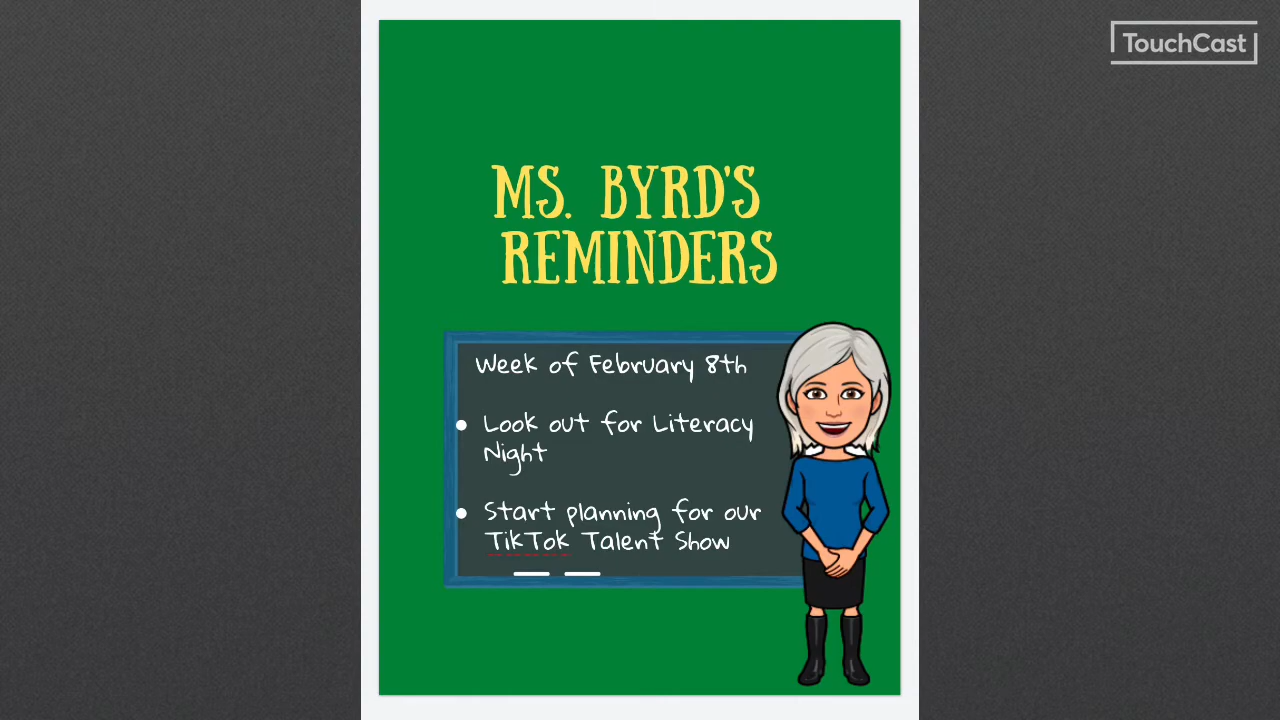 TouchCast
MS. BYRD'S
REMINDERS
Week of February 8th
● Look out for Literacy
Night
● Start planning for our
TikTok Talent Show